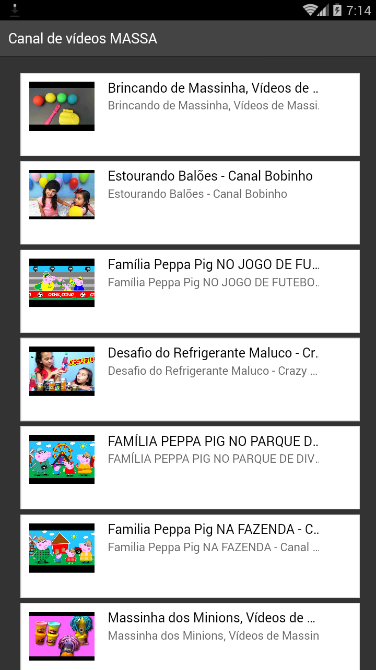 7:14
Canal de vídeos MASSA
Brincando de Massinha, Vídeos de ...
Brincando de Massinha, Vídeos de Massi.
Estourando Balões - Canal Bobinho
Estourando Balões - Canal Bobinho
Família Peppa Pig NO JOGO DE FU...
Família Peppa Pig NO JOGO DE FUTEBO..
Desafio do Refrigerante Maluco - Cr.
Desafio do Refrigerante Maluco - Crazy ...
FAMÍLIA PEPPA PIG NO PARQUE D..
FAMÍLIA PEPPA PIG NO PARQUE DE DIV..
Familia Peppa Pig NA FAZENDA - C...
Familia Peppa Pig NA FAZENDA - Canal ...
Massinha dos Minions, Vídeos de ...
Massinha dos Minions, Vídeos de Massin